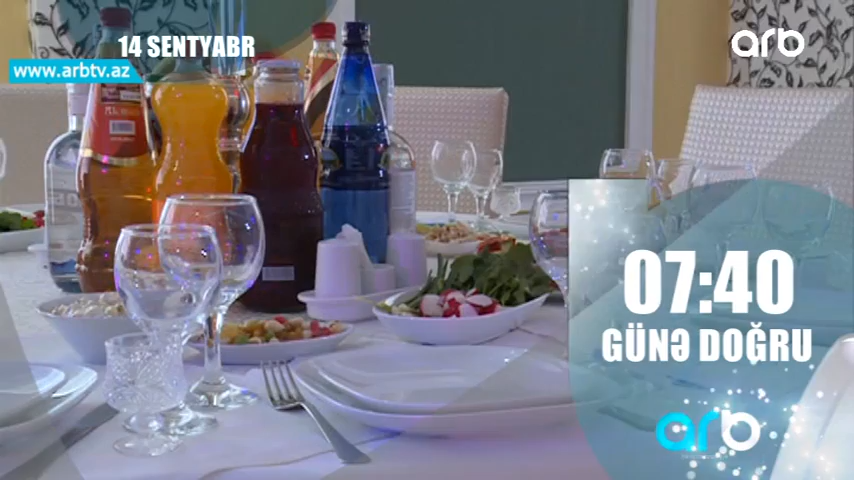 14 SENTYABR
arb
www.arbtv.az
07:40
GÜNƏ DOĞRU
arb